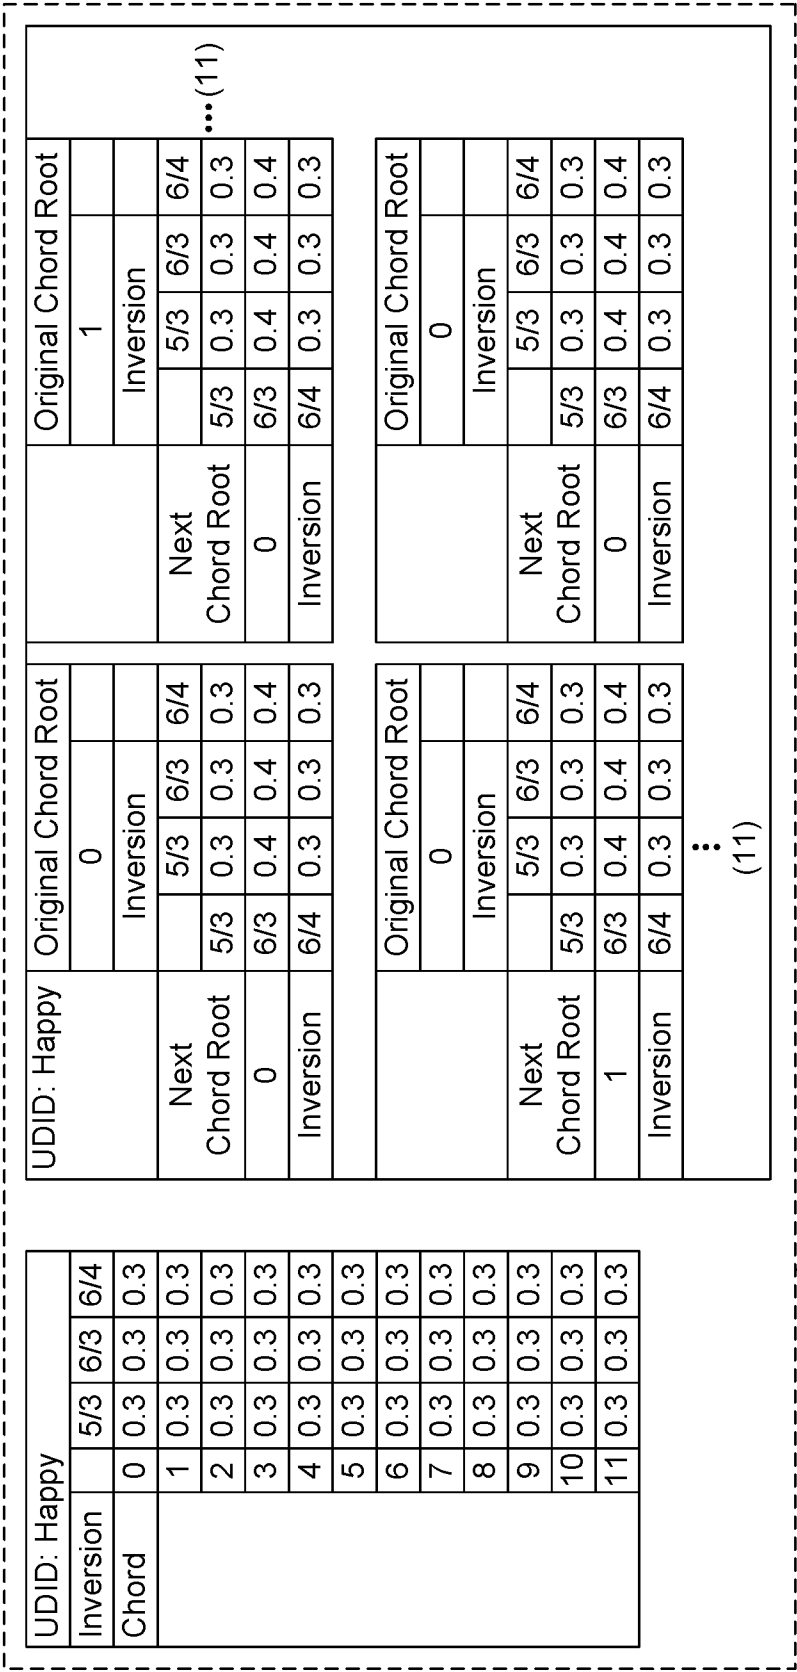 UDID: Happy
Inversion 5/3 6/3 6/4
Chord 0 0.3 0.3 0.3
1 0.3 0.3 0.3
2 0.3 0.3 0.3
3 0.3 0.3 0.3
4 0.3 0.3 0.3
5 0.3 0.3 0.3
6 0.3 0.3 0.3
7 0.3 0.3 0.3
8 0.3 0.3 0.3
9 0.3 0.3 0.3
10 0.3 0.3 0.3
11 0.3 0.3 0.3
UDID: Happy Original Chord Root
0
Inversion
Next 5/3 6/3 6/4
Chord Root 5/3 0.3 0.3 0.3
0 6/3 0.4 0.4 0.4
Inversion 6/4 0.3 0.3 0.3
Original Chord Root
1
Inversion
Next 5/3 6/3 6/4
Chord Root 5/3 0.3 0.3 0.3
0 6/3 0.4 0.4 0.4
Inversion 6/4 0.3 0.3 0.3
•••(11)
Original Chord Root
0
Inversion
Next 5/3 6/3 6/4
Chord Root 5/3 0.3 0.3 0.3
1 6/3 0.4 0.4 0.4
Inversion 6/4 0.3 0.3 0.3
(11)
Original Chord Root
0
Inversion
Next 5/3 6/3 6/4
Chord Root 5/3 0.3 0.3 0.3
0 6/3 0.4 0.4 0.4
Inversion 6/4 0.3 0.3 0.3